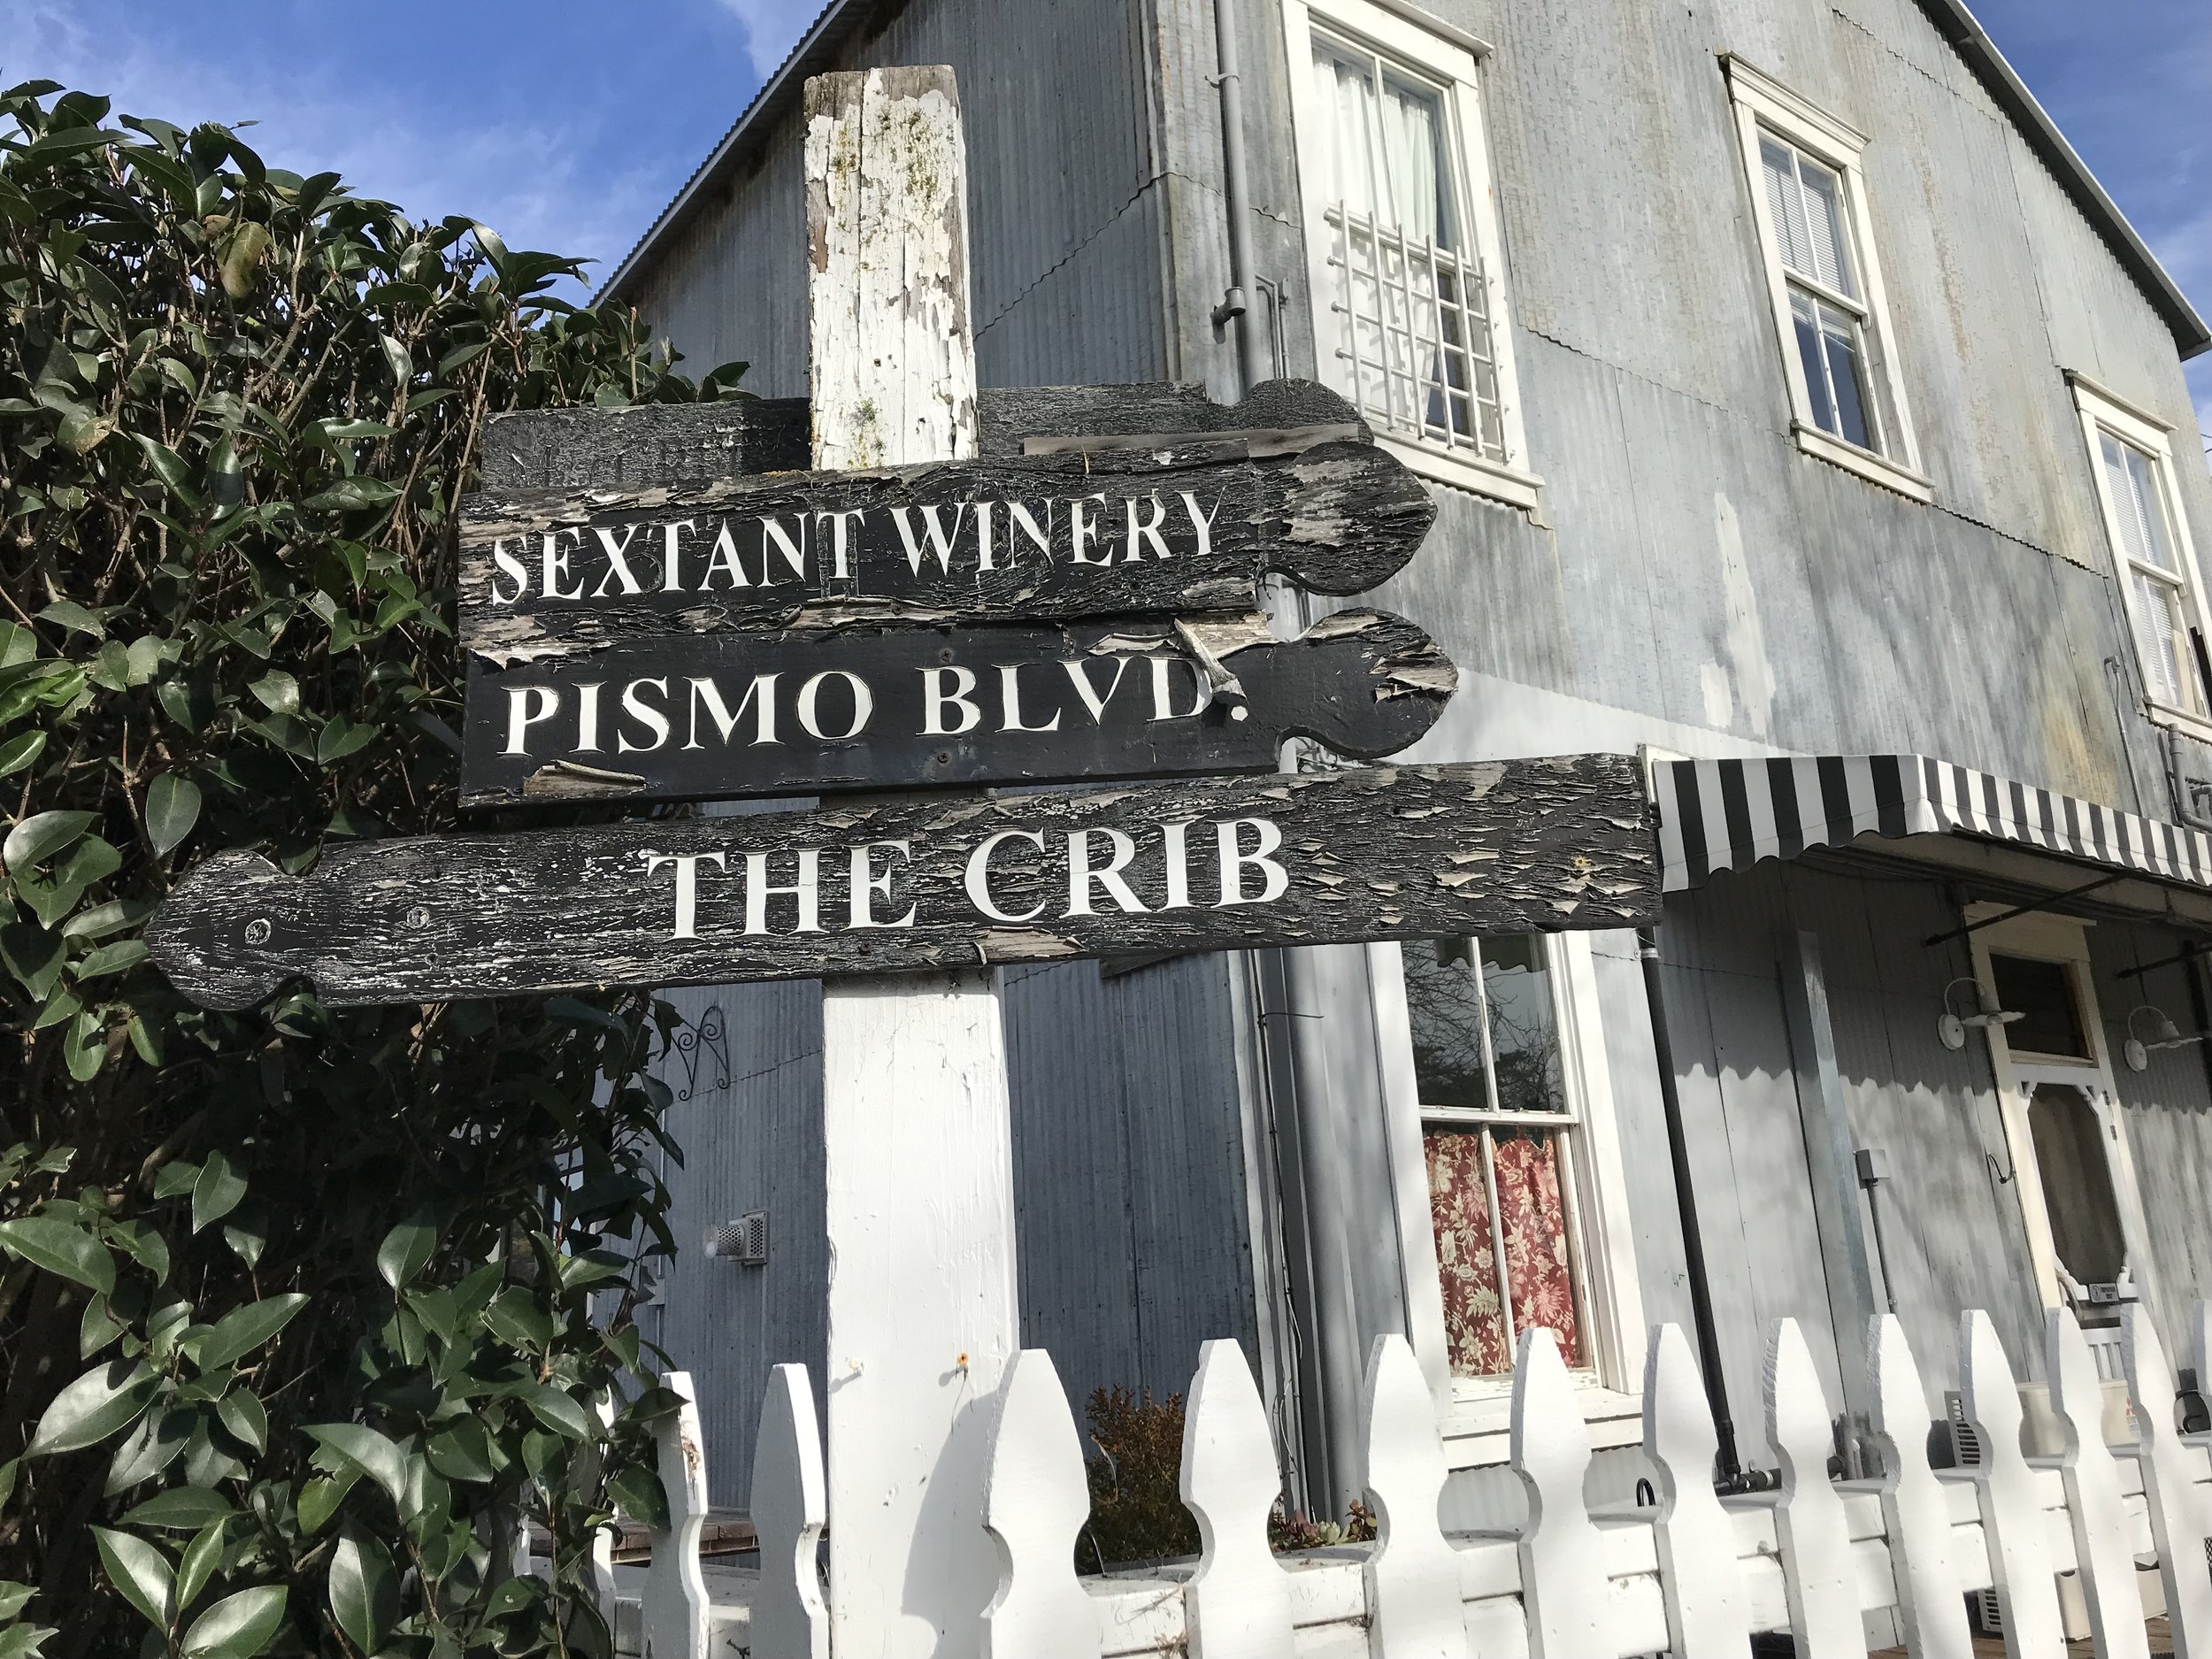 SEXTANT WINERY
PISMO BLVD.
THE CRIB